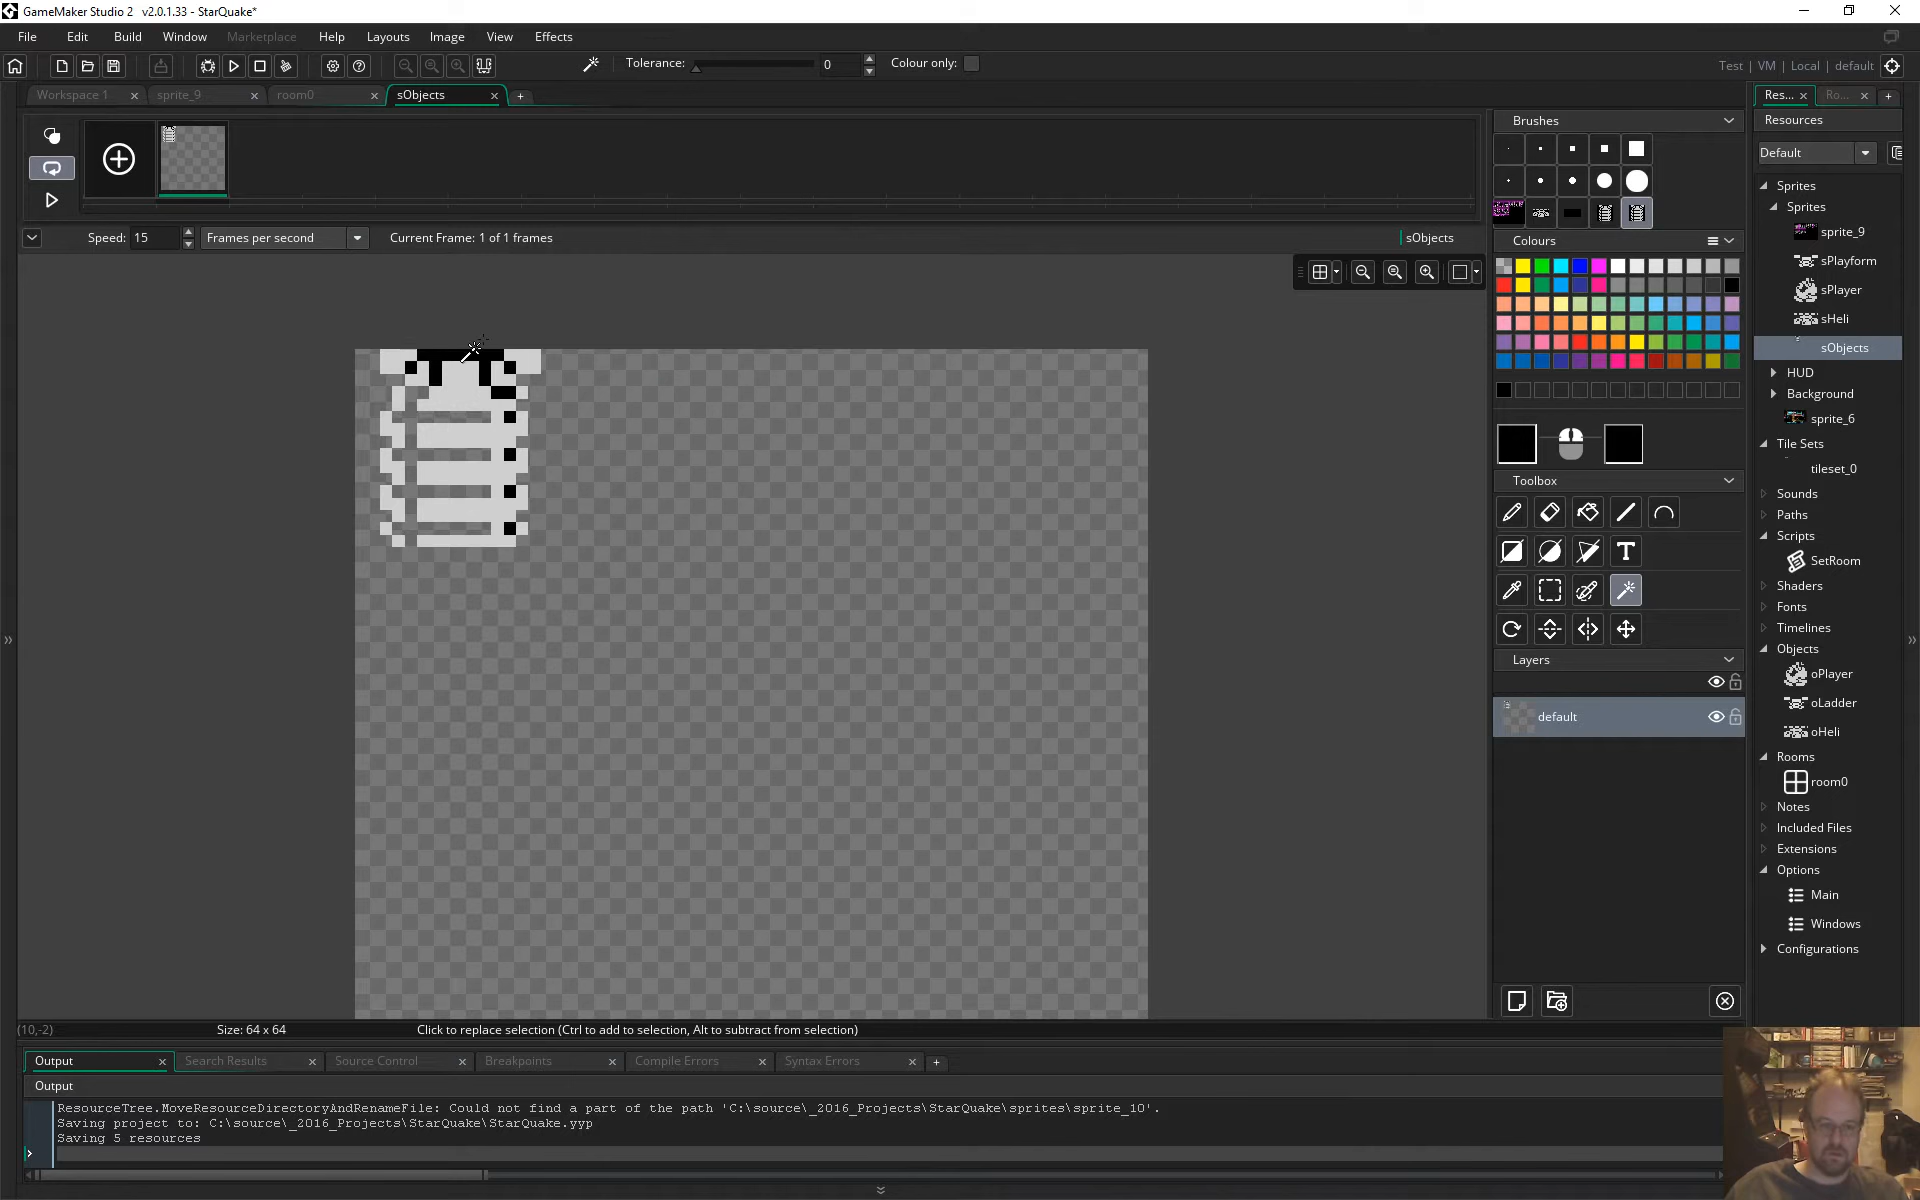 GameMaker Studio 2 v2.0.1.33 - StarQuake*
File Edit Build Window Marketplace Help Layouts Image View Effects
Tolerance: 0 Colour only:
Test | VM | Local | default
Workspace 1 sprite_9 room0 sObjects
Res... Ro...
Brushes
Resources
Default
Sprites
Sprites
sprite_9
sPlayform
sPlayer
sHeli
sObjects
HUD
Background
sprite_6
Tile Sets
tileset_0
Sounds
Paths
Scripts
SetRoom
Shaders
Fonts
Timelines
Objects
oPlayer
oLadder
oHeli
Rooms
room0
Notes
Included Files
Extensions
Options
Main
Windows
Configurations
Speed: 15 Frames per second Current Frame: 1 of 1 frames sObjects
Colours
Toolbox
T
Layers
default
(10,-2) Size: 64 x 64 Click to replace selection (Ctrl to add to selection, Alt to subtract from selection)
Output Search Results Source Control Breakpoints Compile Errors Syntax Errors
Output
ResourceTree.MoveResourceDirectoryAndRenameFile: Could not find a part of the path 'C:\source\_2016_Projects\StarQuake\sprites\sprite_10'.
Saving project to: C:\source\_2016_Projects\StarQuake\StarQuake.yyp
Saving 5 resources